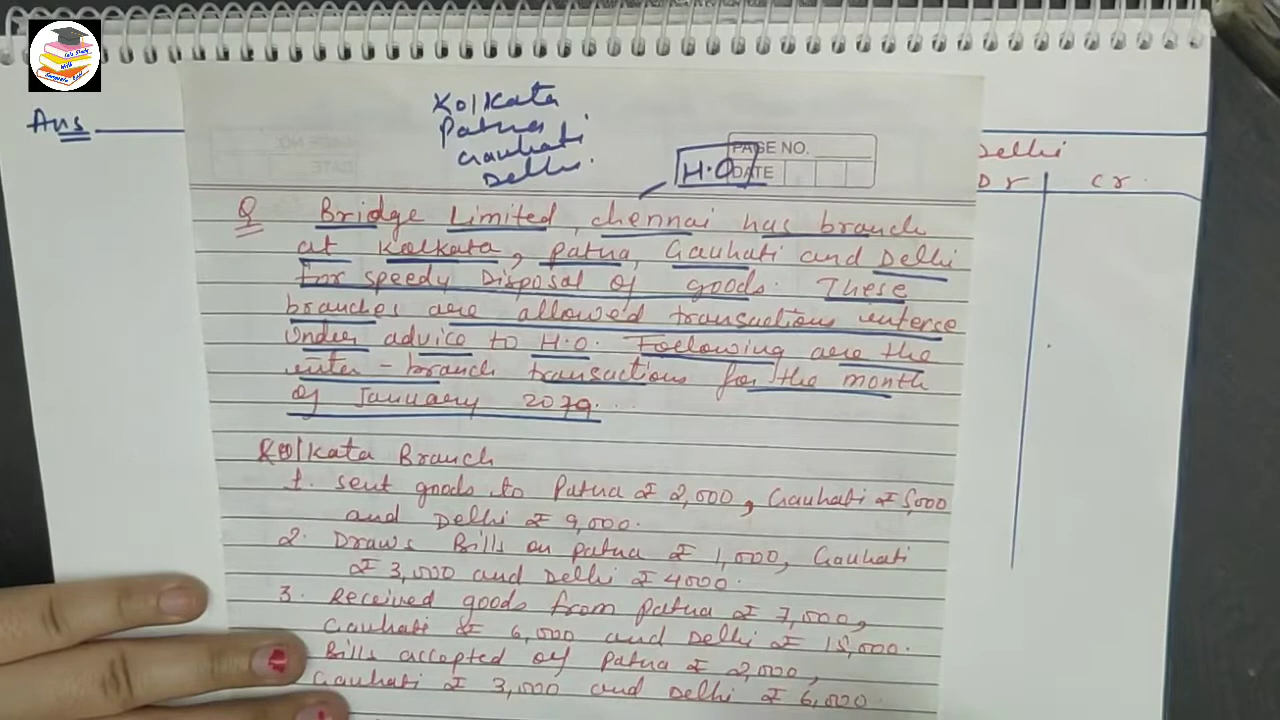 Kolkata
Patna
Gauhati
Delhi.
Ans
H.O
PAGE NO.
DATE
Delhi
Dr Cr.
Q Bridge Limited, chennai has branch
at Kolkata, Patna, Gauhati and Delhi
For speedy Disposal of goods. These
branches are allowed transactions interse
Under advice to H.O. Following are the
inter-branch transactions for the month
of January 2079...
Kolkata Branch
1. Sent goods to Patna ₹ 2,000, Gauhati ₹ 5,000
and Delhi ₹ 9,000.
2. Draws Bills on Patna ₹ 1,000, Gauhati
₹ 3,000 and Delhi ₹ 4000.
3. Received goods from Patna ₹ 7,000,
Gauhati ₹ 6,000 and Delhi ₹ 15,000.
Bills accepted of Patna ₹ 2,000,
Gauhati ₹ 3,000 and Delhi ₹ 6,000